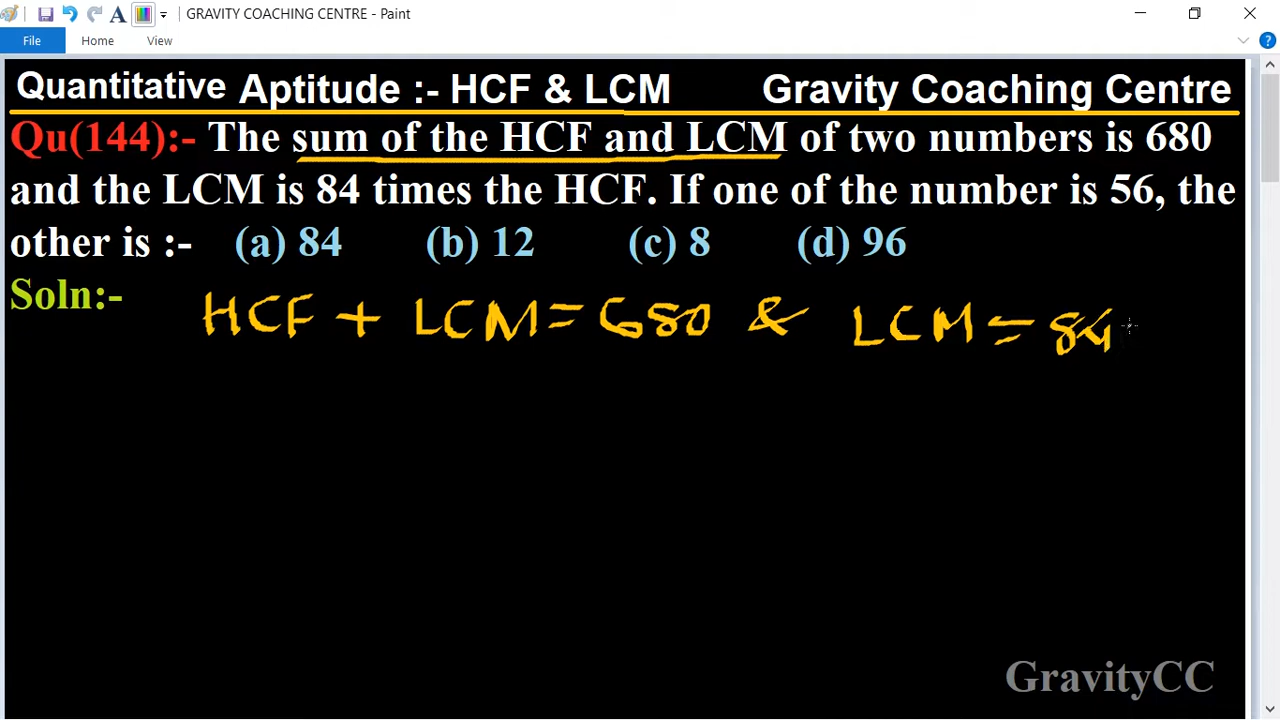 GRAVITY COACHING CENTRE - Paint
File Home View
Quantitative Aptitude :- HCF & LCM Gravity Coaching Centre
Qu(144):- The sum of the HCF and LCM of two numbers is 680
and the LCM is 84 times the HCF. If one of the number is 56, the
other is :- (a) 84 (b) 12 (c) 8 (d) 96
Soln:-
HCF + LCM = 680 & LCM = 84
GravityCC